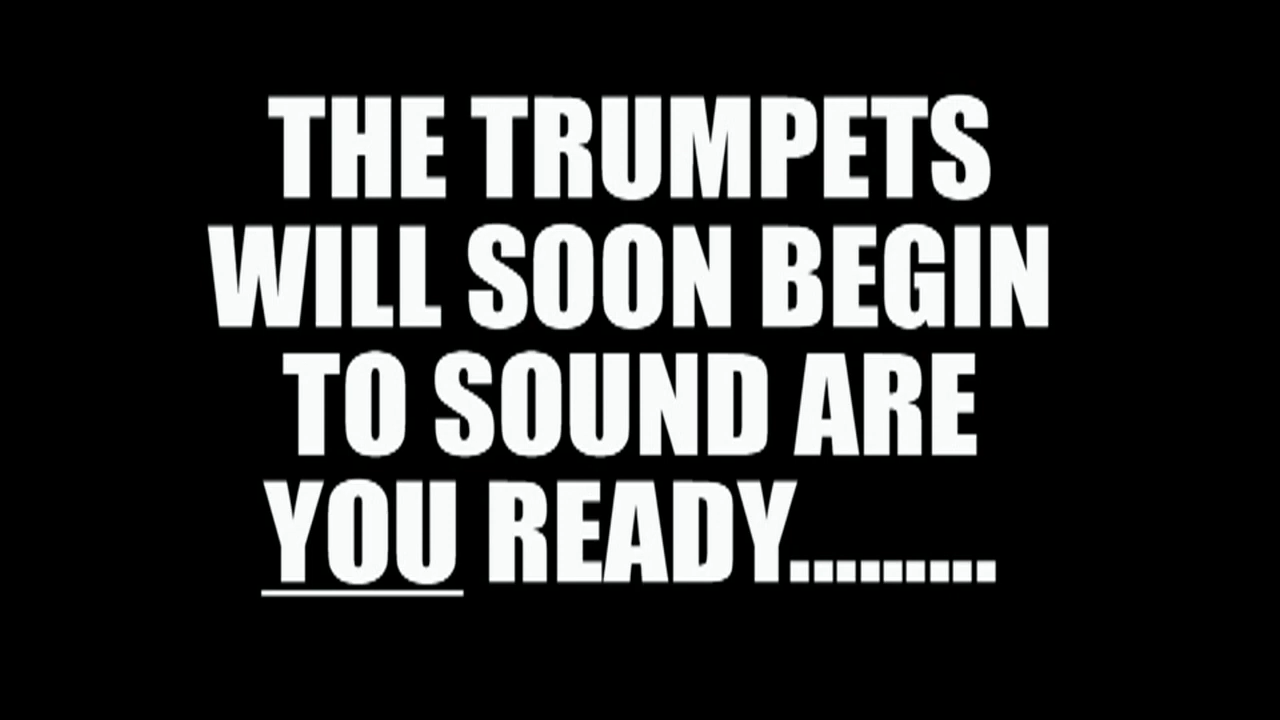 THE TRUMPETS
WILL SOON BEGIN
TO SOUND ARE
YOU READY.........